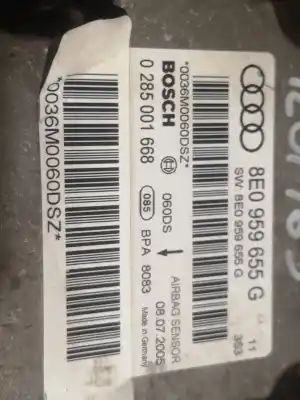 8E0 959 655 G
SW: 8E0 959 655 G
11
363
*0036M0060DSZ*
AIRBAG SENSOR
08.07.2005
Made in Germany
060DS
085
BPA 8083
BOSCH
0 285 001 668
*0036M0060DSZ*